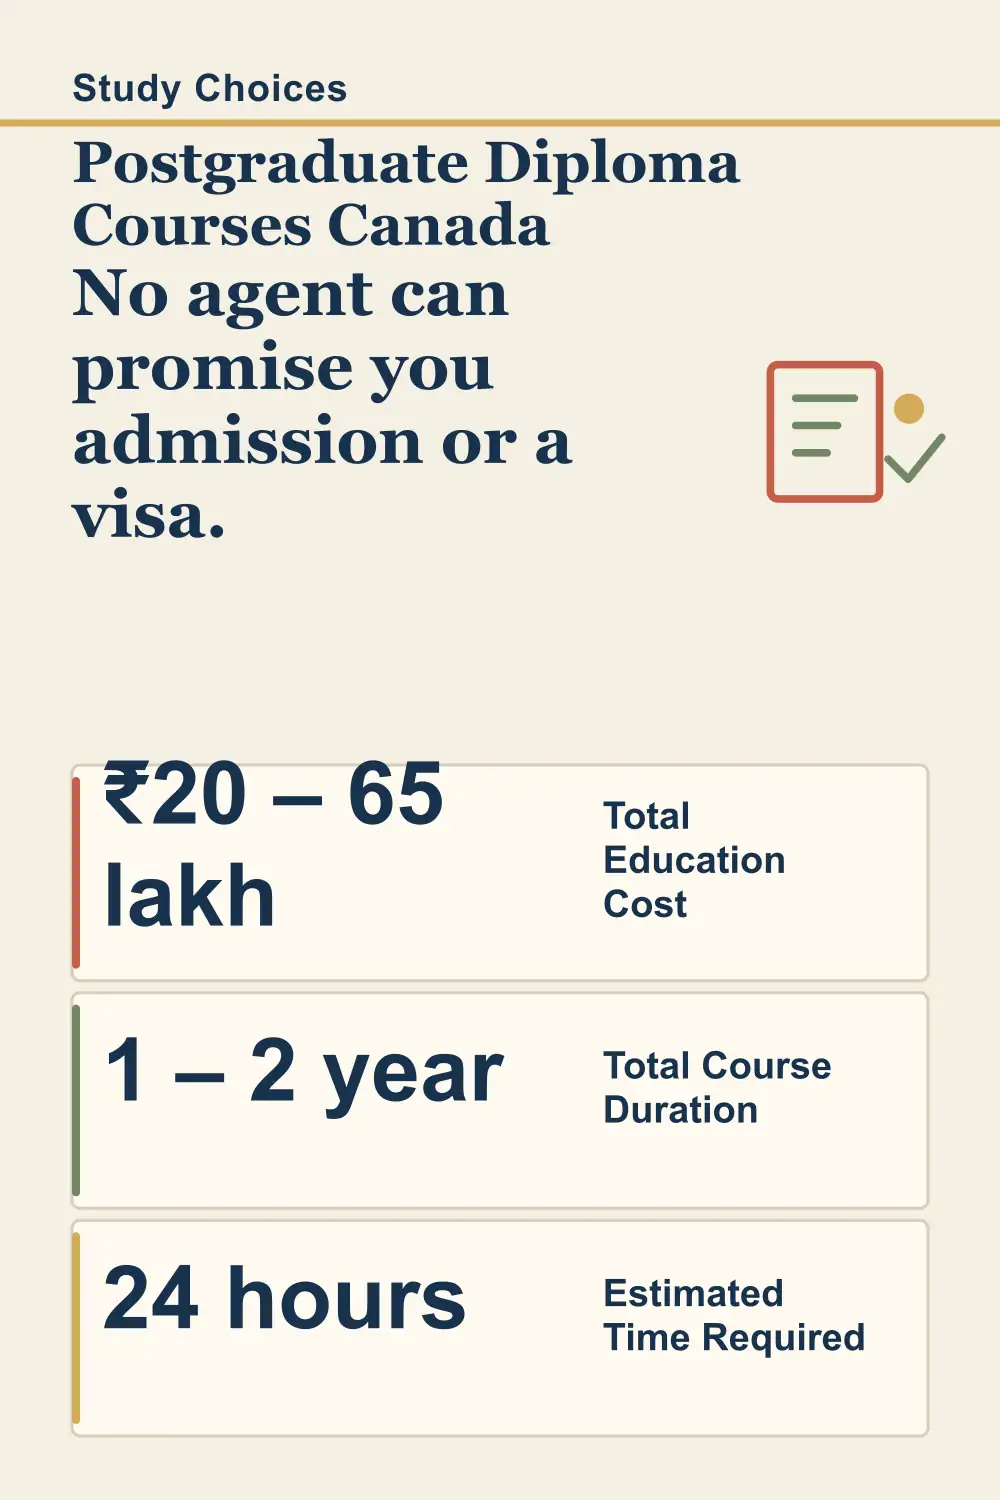 Study Choices
Postgraduate Diploma
Courses Canada
No agent can
promise you
admission or a
visa.
₹20 – 65
lakh
Total
Education
Cost
1 – 2 year
Total Course
Duration
24 hours
Estimated
Time Required